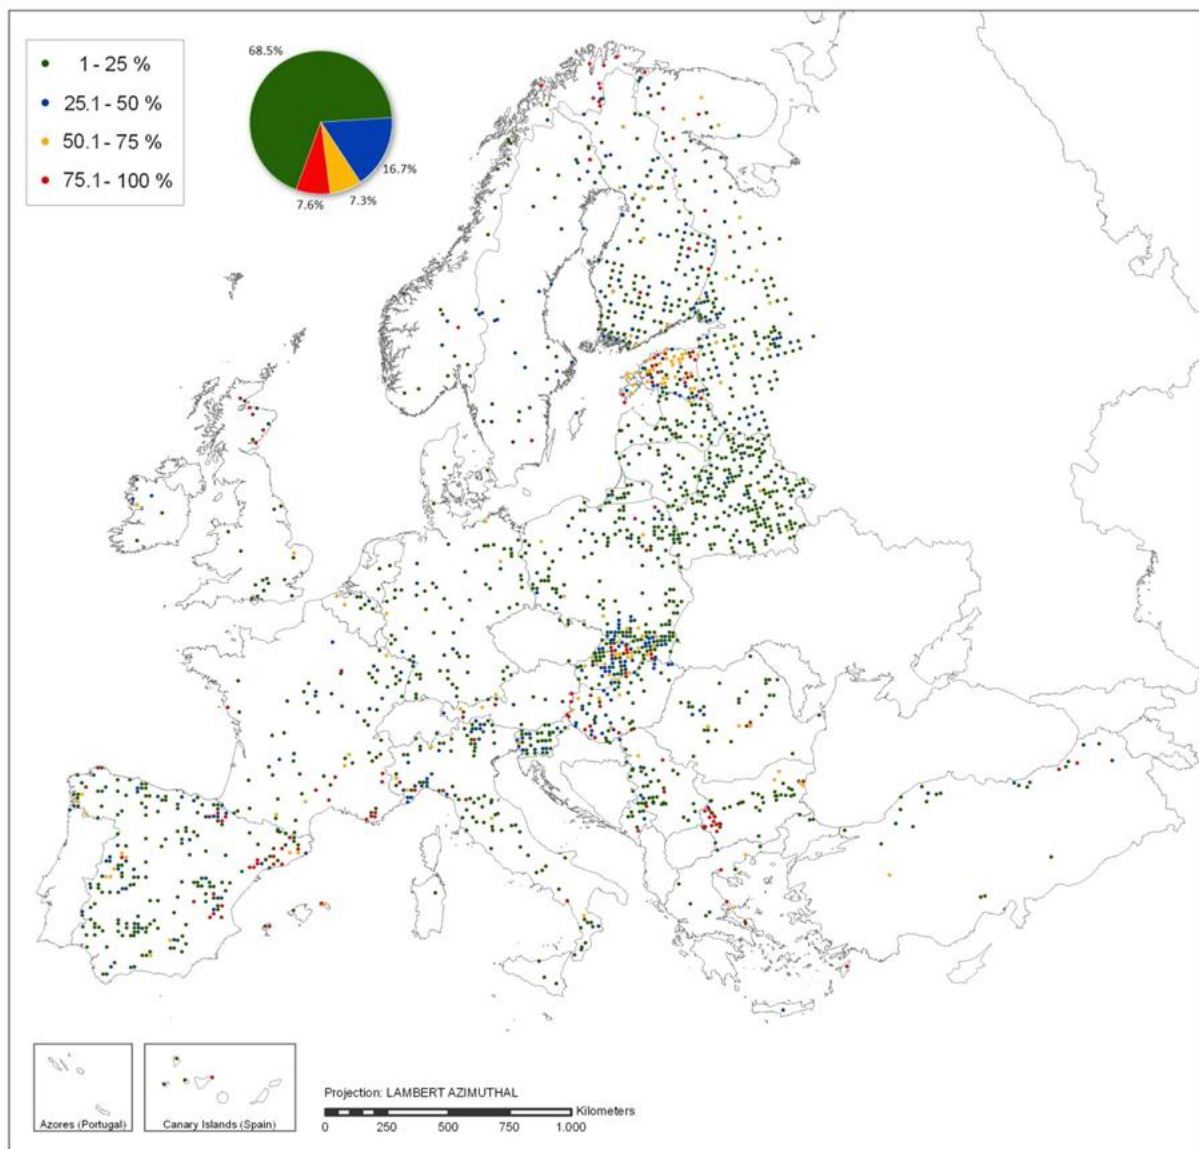 1 - 25 %
25.1 - 50 %
50.1 - 75 %
75.1 - 100 %
68.5%
16.7%
7.3%
7.6%
Azores (Portugal)
Canary Islands (Spain)
Projection: LAMBERT AZIMUTHAL
Kilometers
0 250 500 750 1.000